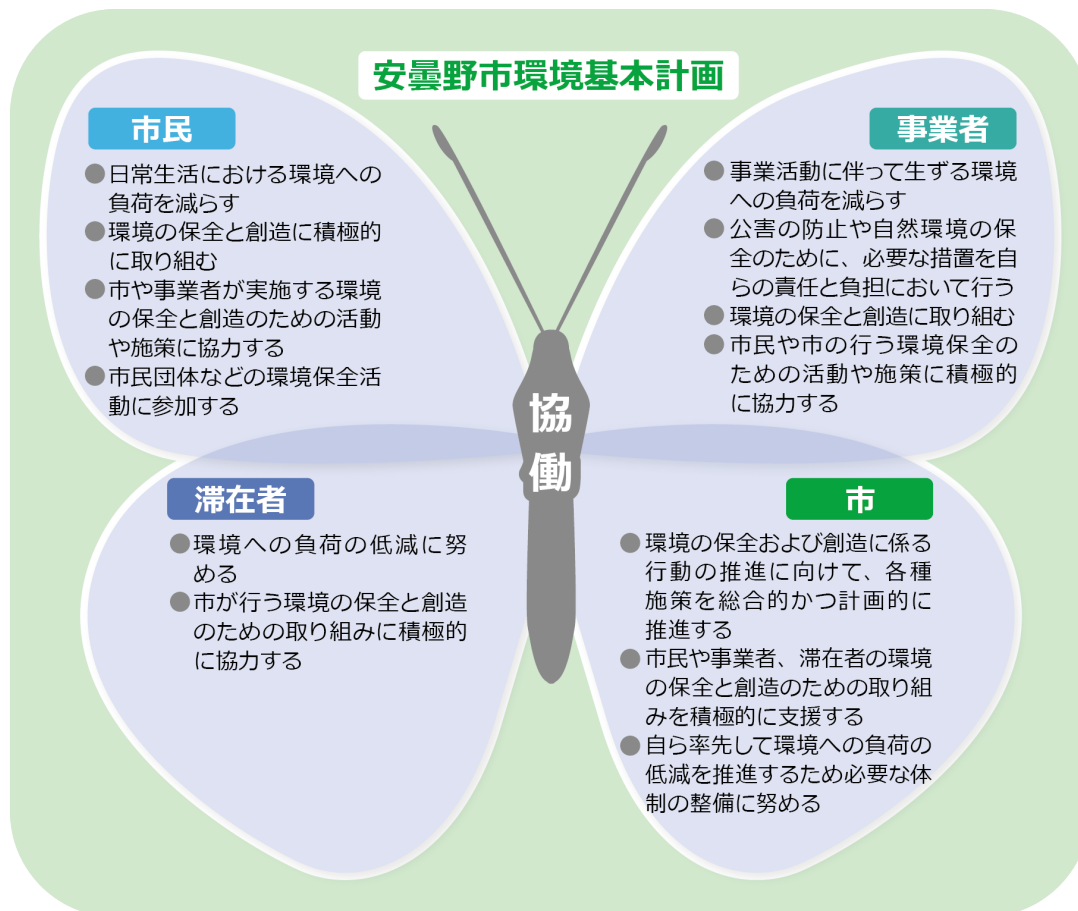 安曇野市環境基本計画
市民
●日常生活における環境への
負荷を減らす
●環境の保全と創造に積極的
に取り組む
●市や事業者が実施する環境
の保全と創造のための活動
や施策に協力する
●市民団体などの環境保全活
動に参加する
事業者
●事業活動に伴って生ずる環境
への負荷を減らす
●公害の防止や自然環境の保
全のために、必要な措置を自
らの責任と負担において行う
●環境の保全と創造に取り組む
●市民や市の行う環境保全の
ための活動や施策に積極的
に協力する
協
働
滞在者
●環境への負荷の低減に努
める
●市が行う環境の保全と創造
のための取り組みに積極的
に協力する
市
●環境の保全および創造に係る
行動の推進に向けて、各種
施策を総合的かつ計画的に
推進する
●市民や事業者、滞在者の環境
の保全と創造のための取り組
みを積極的に支援する
●自ら率先して環境への負荷の
低減を推進するため必要な体
制の整備に努める